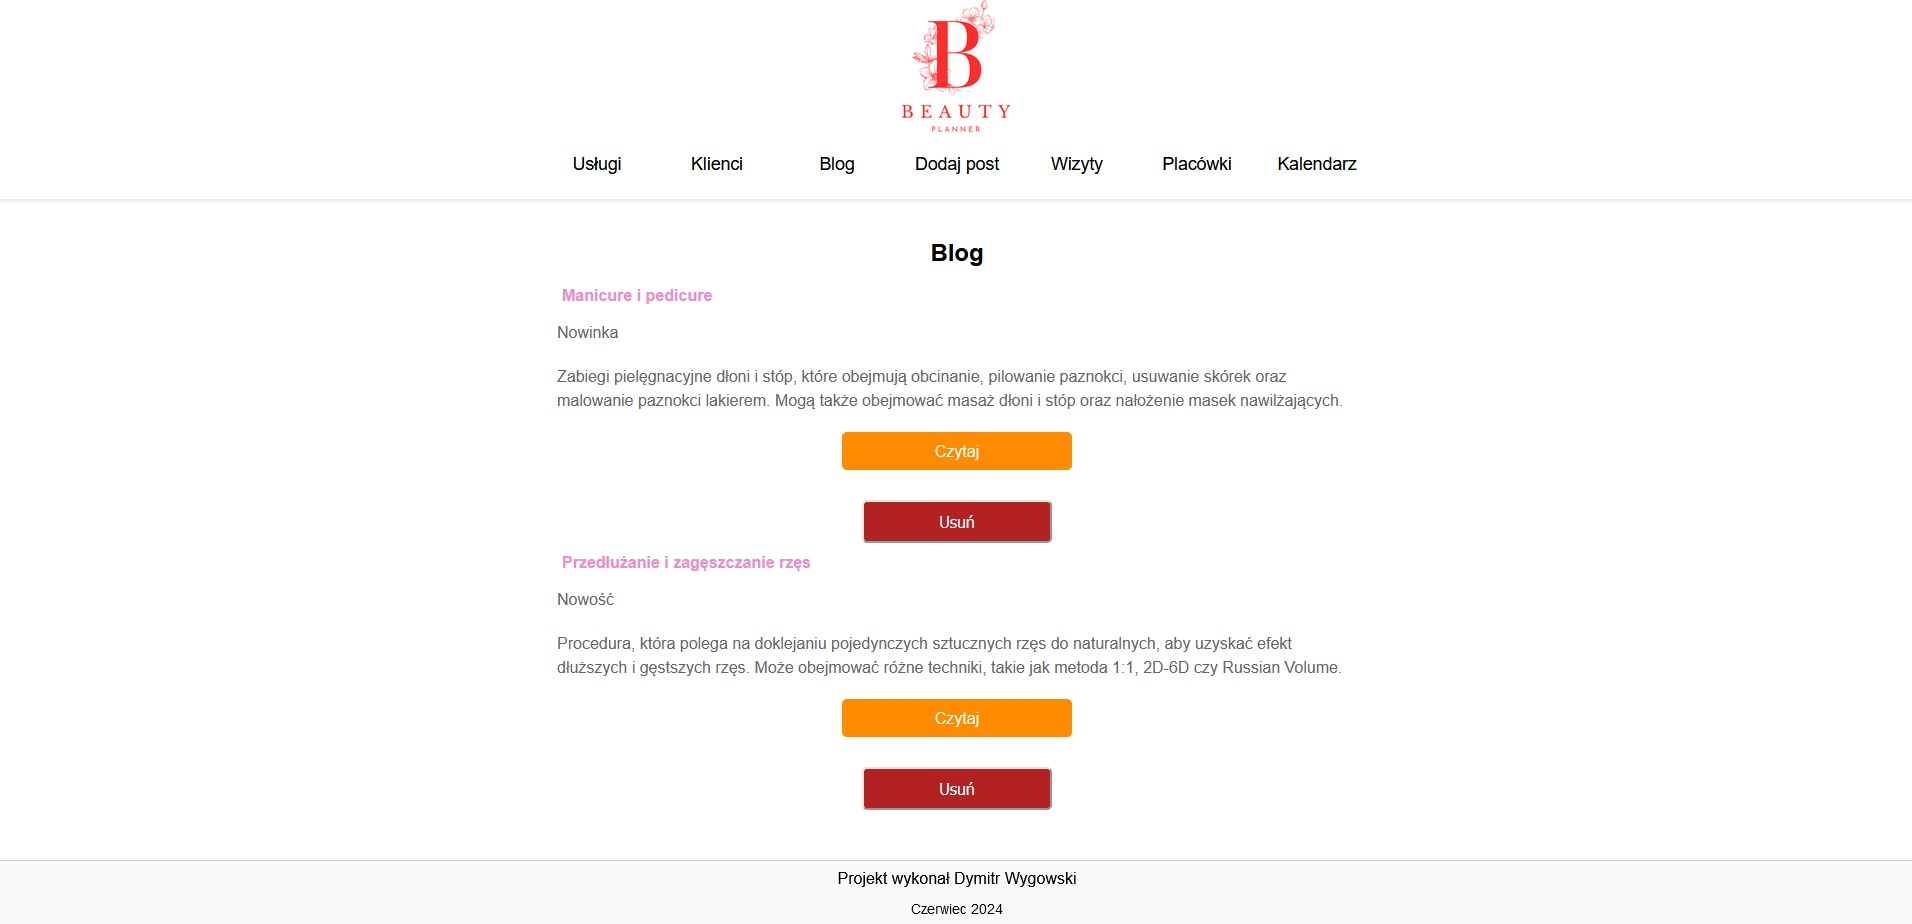 B
BEAUTY
PLANNER
Usługi Klienci Blog Dodaj post Wizyty Placówki Kalendarz
Blog
Manicure i pedicure
Nowinka
Zabiegi pielęgnacyjne dłoni i stóp, które obejmują obcinanie, pilowanie paznokci, usuwanie skórek oraz
malowanie paznokci lakierem. Mogą także obejmować masaż dłoni i stóp oraz nałożenie masek nawilżających.
Czytaj
Usuń
Przedłużanie i zagęszczanie rzęs
Nowość
Procedura, która polega na doklejaniu pojedynczych sztucznych rzęs do naturalnych, aby uzyskać efekt
dłuższych i gęstszych rzęs. Może obejmować różne techniki, takie jak metoda 1:1, 2D-6D czy Russian Volume.
Czytaj
Usuń
Projekt wykonał Dymitr Wygowski
Czerwiec 2024